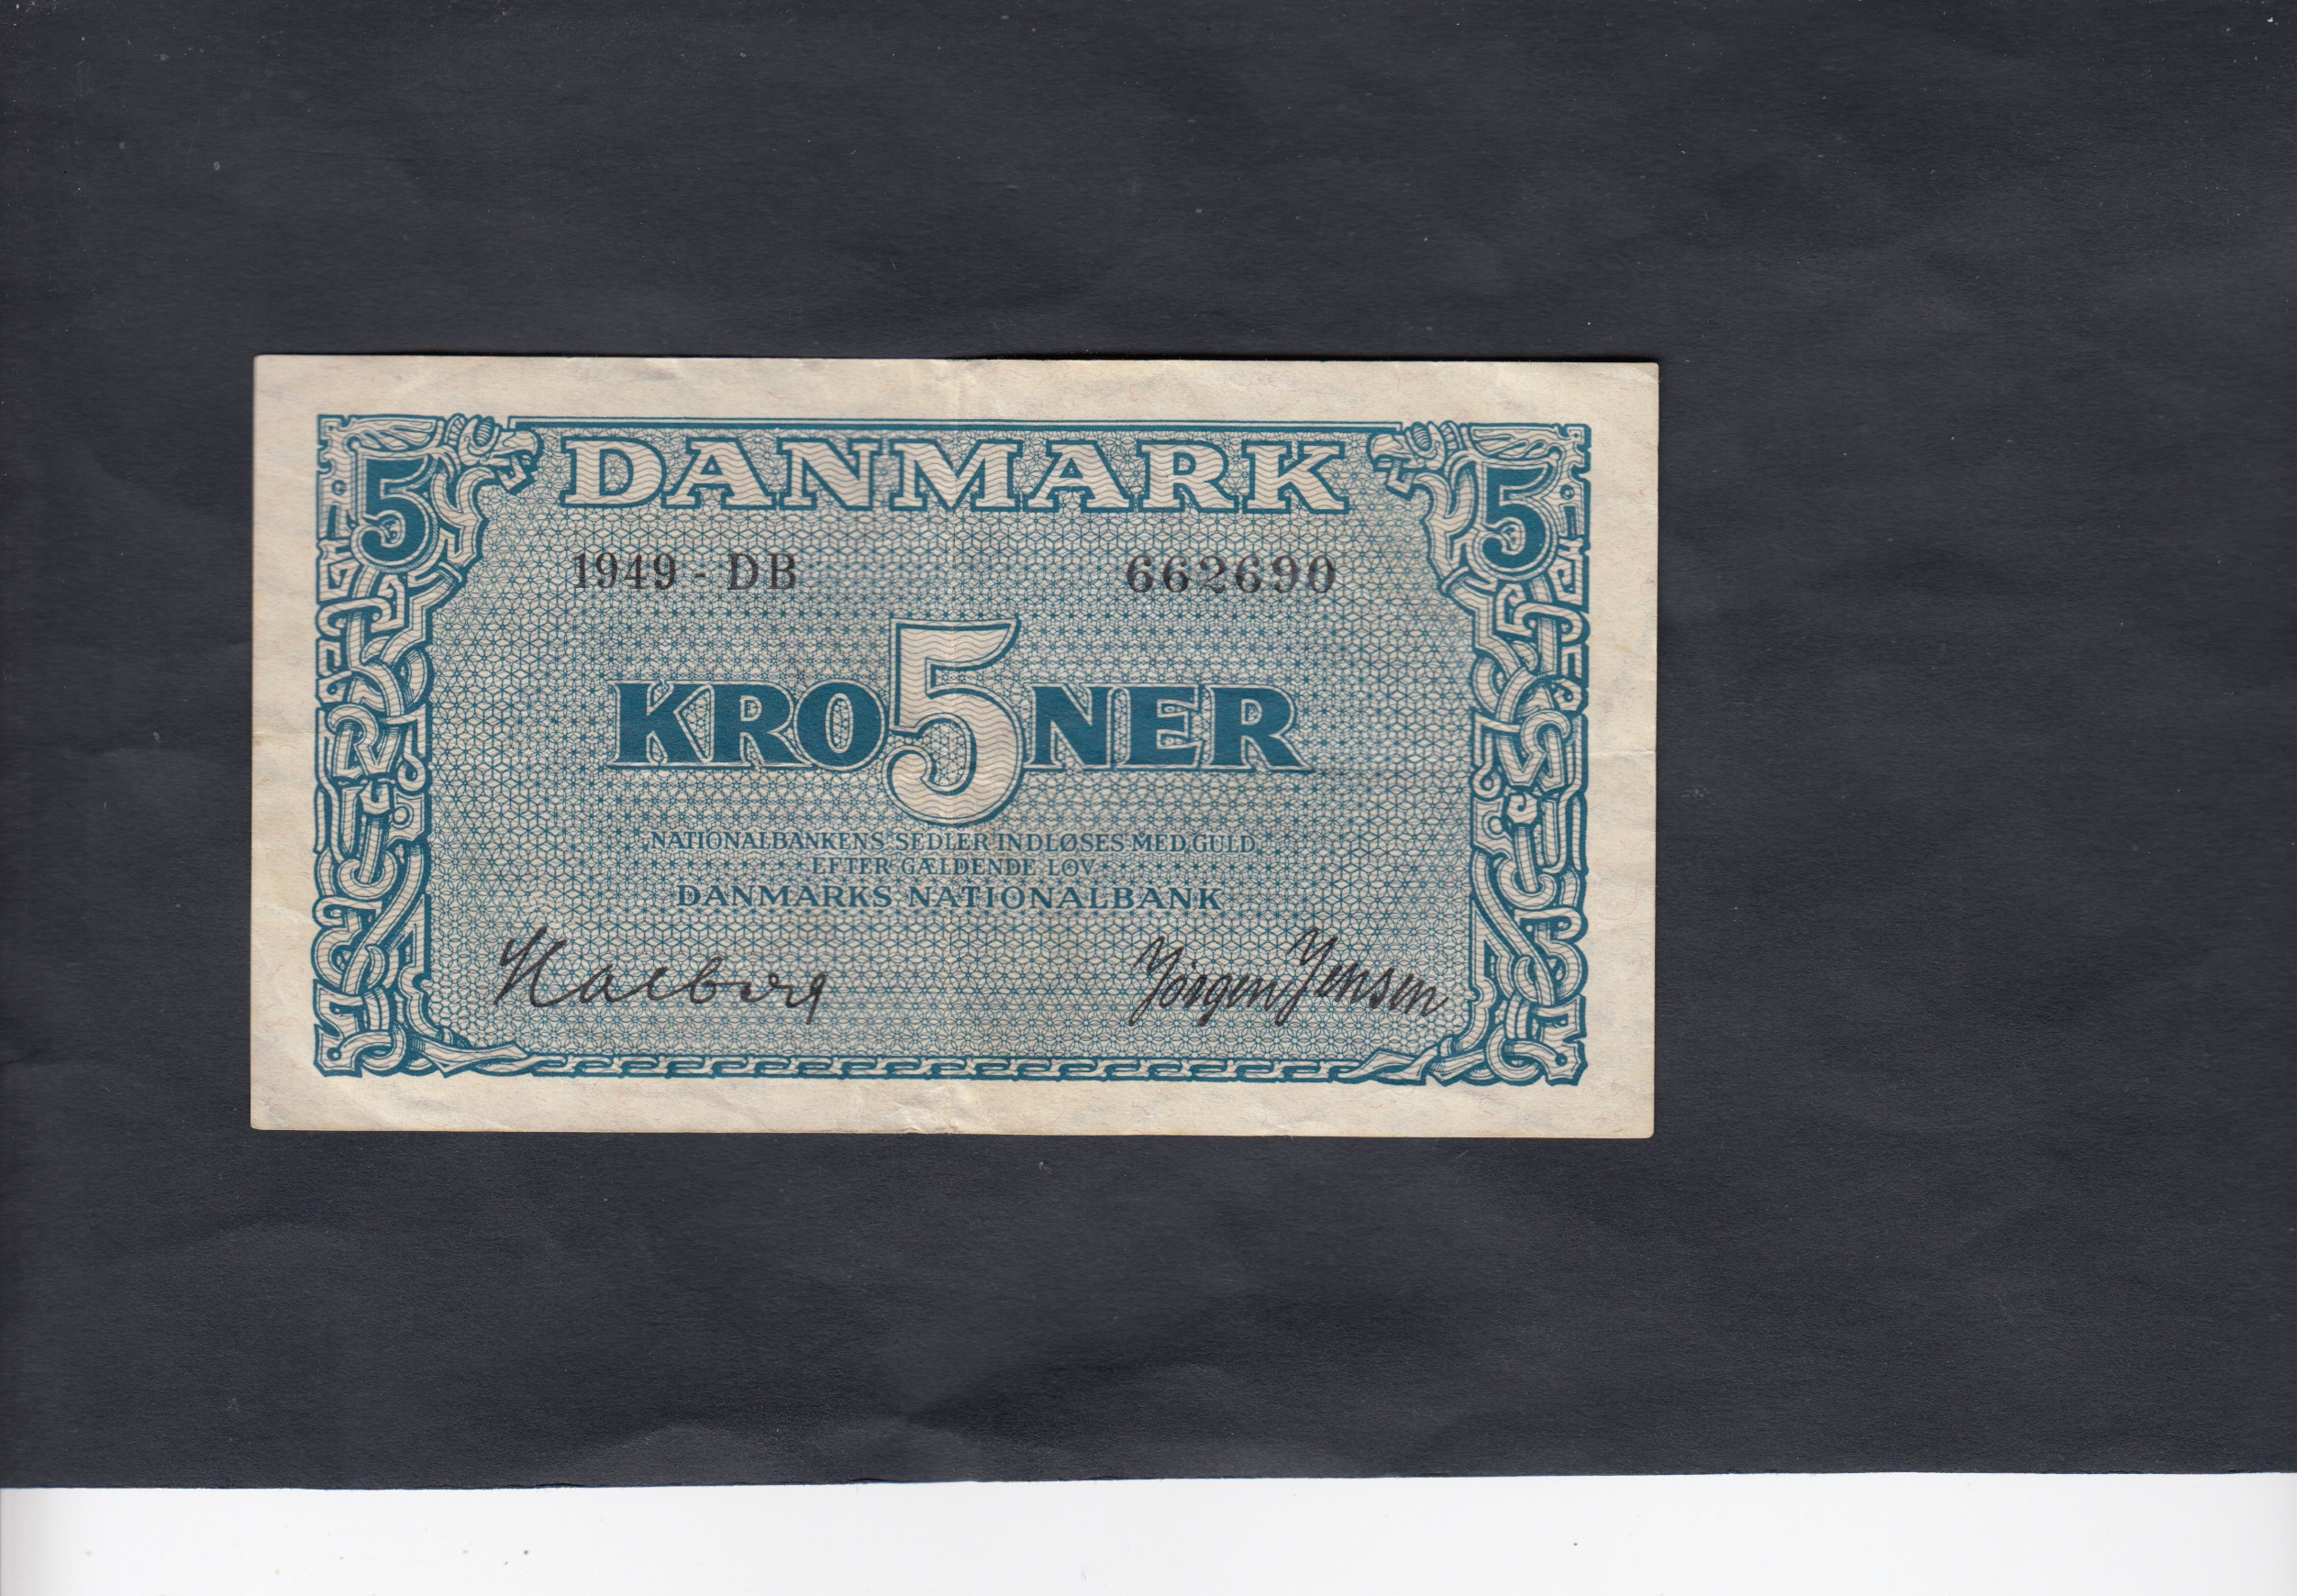 DANMARK
5 5
1949 - DB 662690
KRO5NER
NATIONALBANKENS SEDLER INDLØSES MED GULD
EFTER GÆLDENDE LOV
DANMARKS NATIONALBANK
Halberg Jørgen Jensen